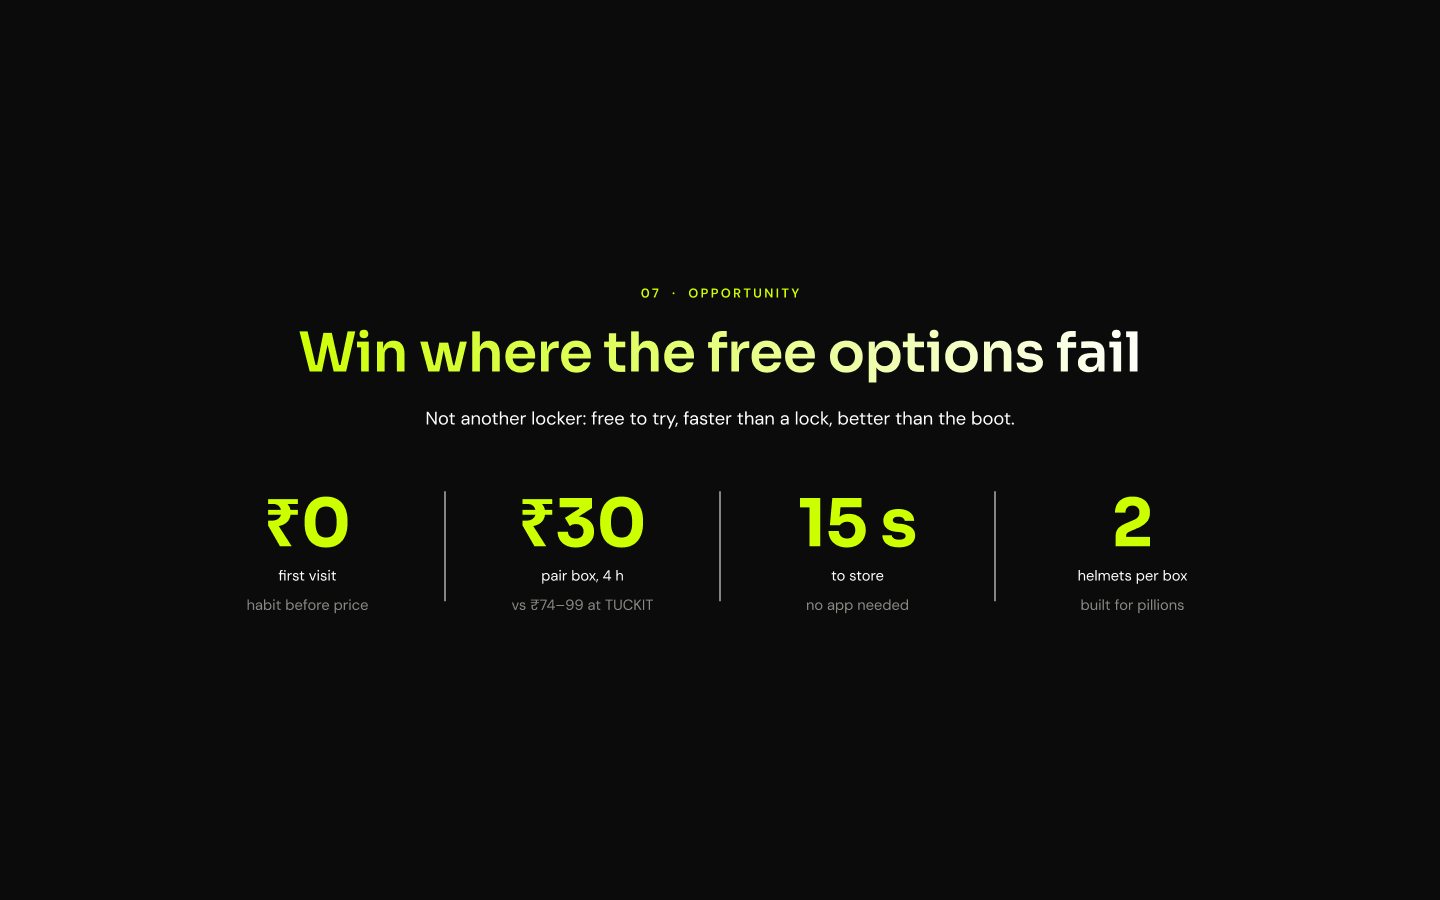 07 · OPPORTUNITY
Win where the free options fail
Not another locker: free to try, faster than a lock, better than the boot.
₹0
first visit
habit before price
₹30
pair box, 4 h
vs ₹74–99 at TUCKIT
15 s
to store
no app needed
2
helmets per box
built for pillions